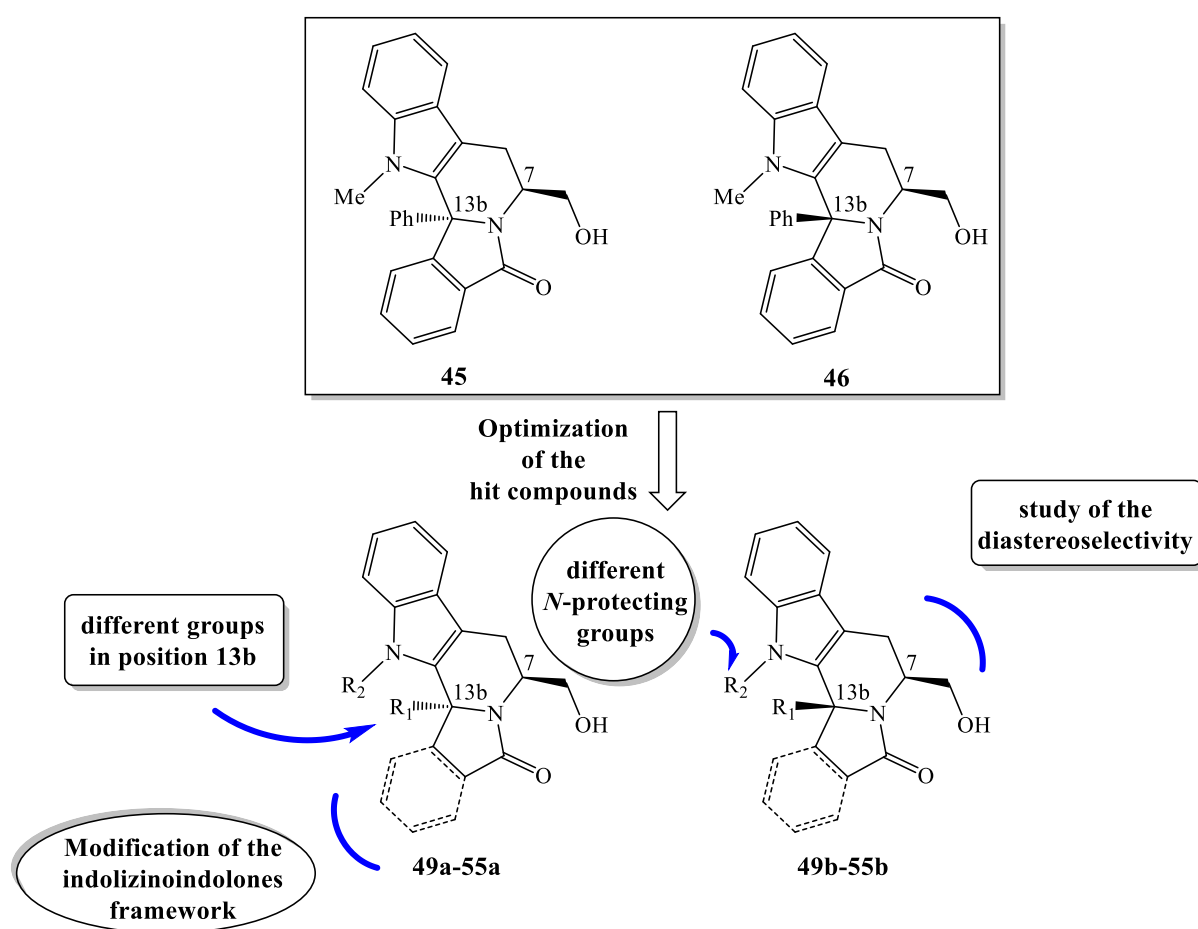 N
Me
7
13b
Ph
N
OH
O
45
N
Me
7
13b
Ph
N
OH
O
46
Optimization
of the
hit compounds
study of the
diastereoselectivity
different
N-protecting
groups
different groups
in position 13b
N
R2
7
13b
R1
N
OH
O
49a-55a
N
R2
7
13b
R1
N
OH
O
49b-55b
Modification of the
indolizinoindolones
framework